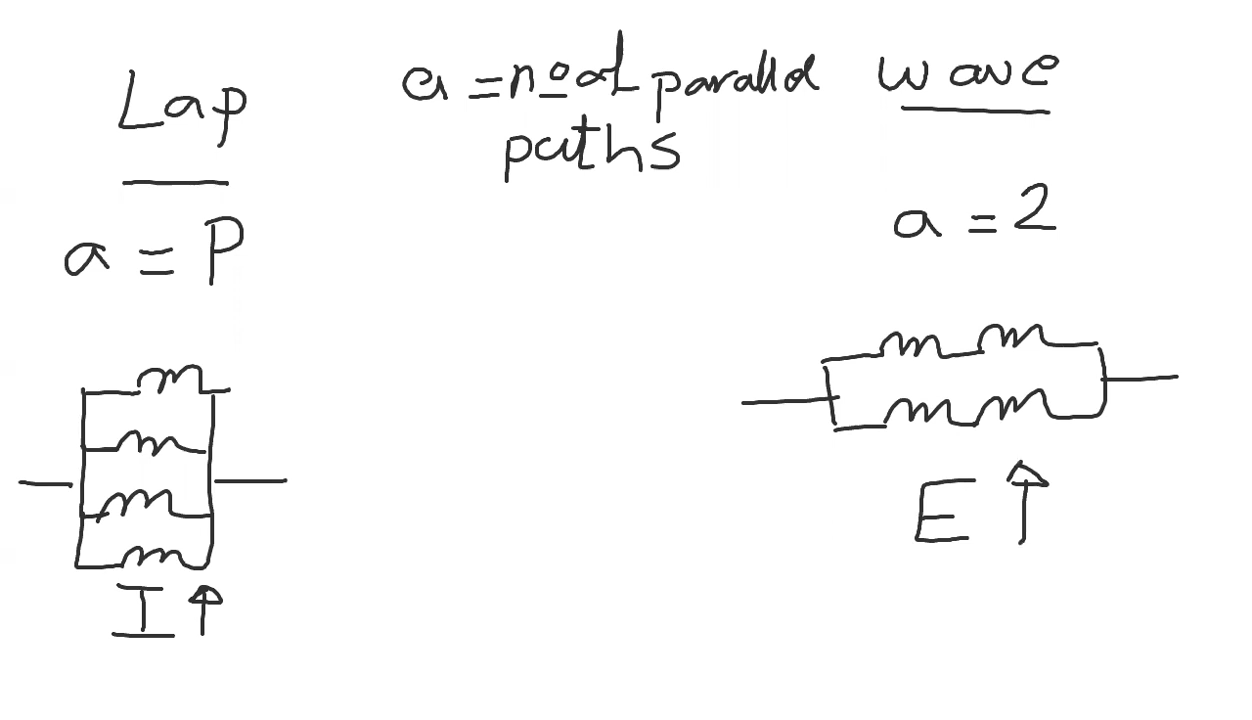 Lap
a = P
I ↑
a = no of parallel
paths
wave
a = 2
E ↑